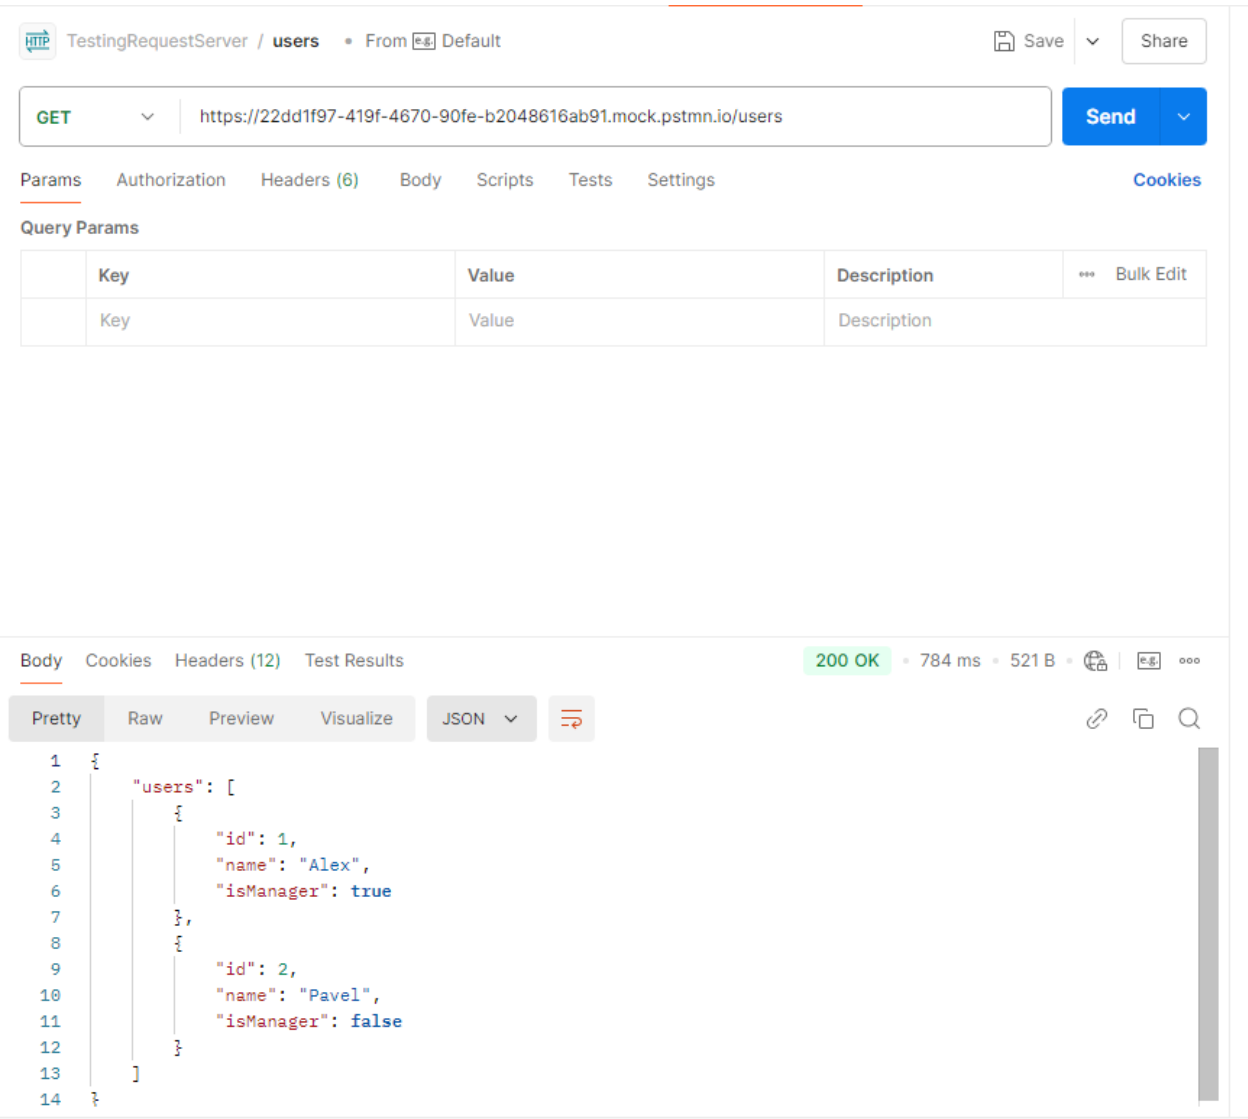 HTTP TestingRequestServer / users • From e.g. Default Save Share
GET https://22dd1f97-419f-4670-90fe-b2048616ab91.mock.pstmn.io/users Send
Params Authorization Headers (6) Body Scripts Tests Settings Cookies
Query Params
Key Value Description ••• Bulk Edit
Key Value Description
Body Cookies Headers (12) Test Results 200 OK • 784 ms • 521 B • e.g. •••
Pretty Raw Preview Visualize JSON
1 {
2 "users": [
3 {
4 "id": 1,
5 "name": "Alex",
6 "isManager": true
7 },
8 {
9 "id": 2,
10 "name": "Pavel",
11 "isManager": false
12 }
13 ]
14 }